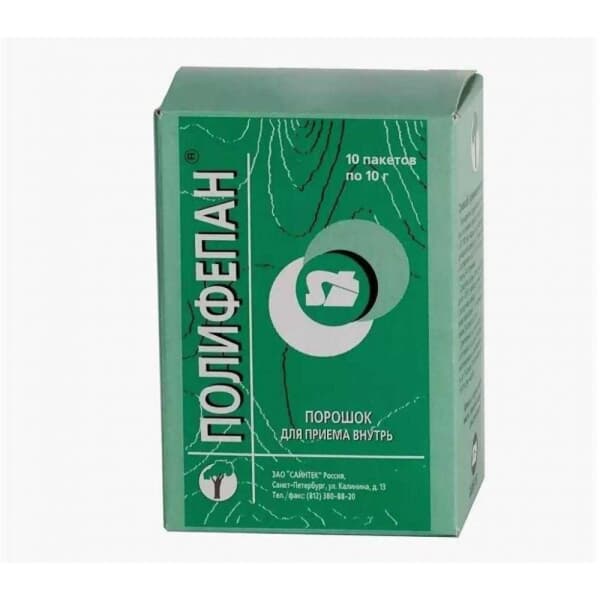 ПОЛИФЕПАН®
10 пакетов
по 10 г
ПОРОШОК
ДЛЯ ПРИЕМА ВНУТРЬ
ЗАО "САЙНТЕК" Россия,
Санкт-Петербург, ул. Калинина, д. 13
Тел./факс: (812) 380-88-20